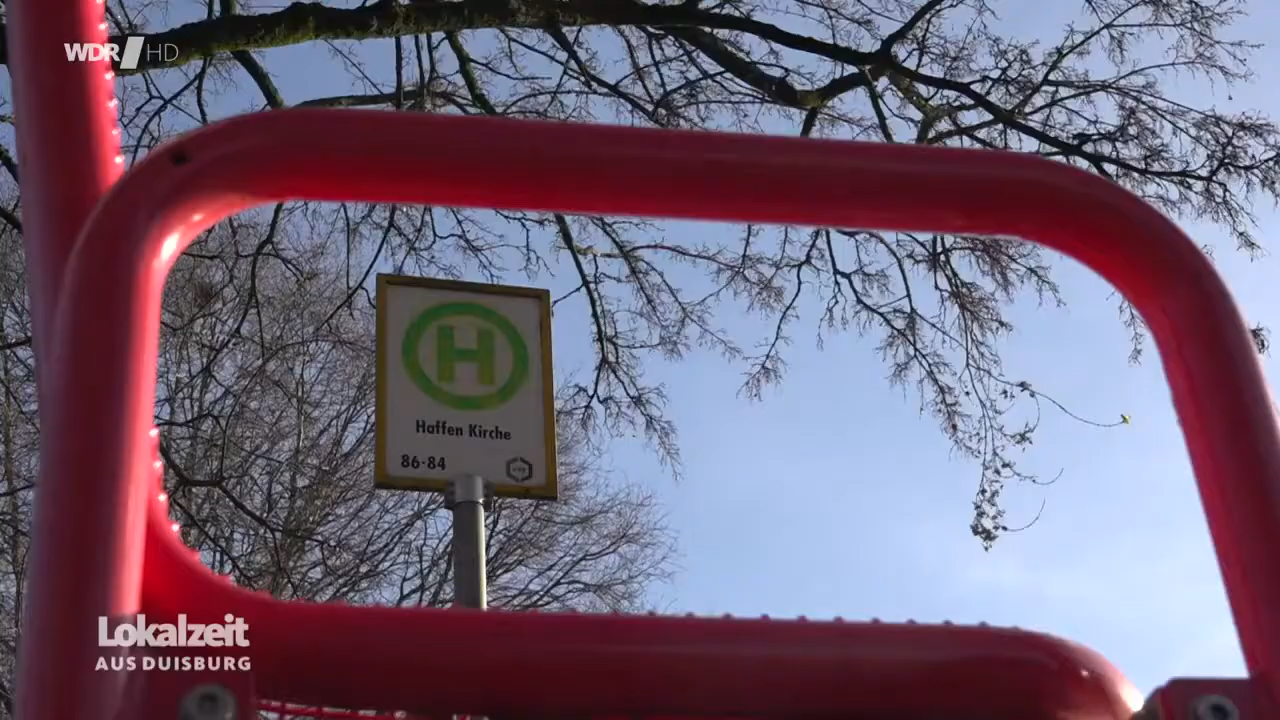 WDR HD
H
Haffen Kirche
86-84
Lokalzeit
AUS DUISBURG